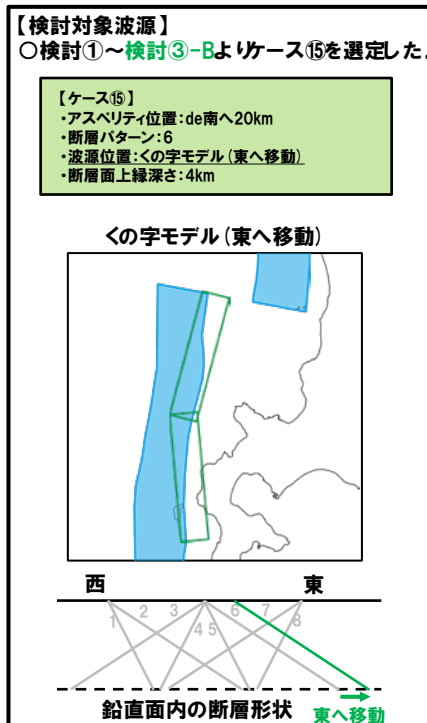 【検討対象波源】
○検討①～検討③-Bよりケース⑮を選定した。
【ケース⑮】
・アスペリティ位置：de南へ20km
・断層パターン：6
・波源位置：くの字モデル（東へ移動）
・断層面上縁深さ：4km
くの字モデル（東へ移動）
西 東
1 2 3 4 5 6 7 8
鉛直面内の断層形状 東へ移動